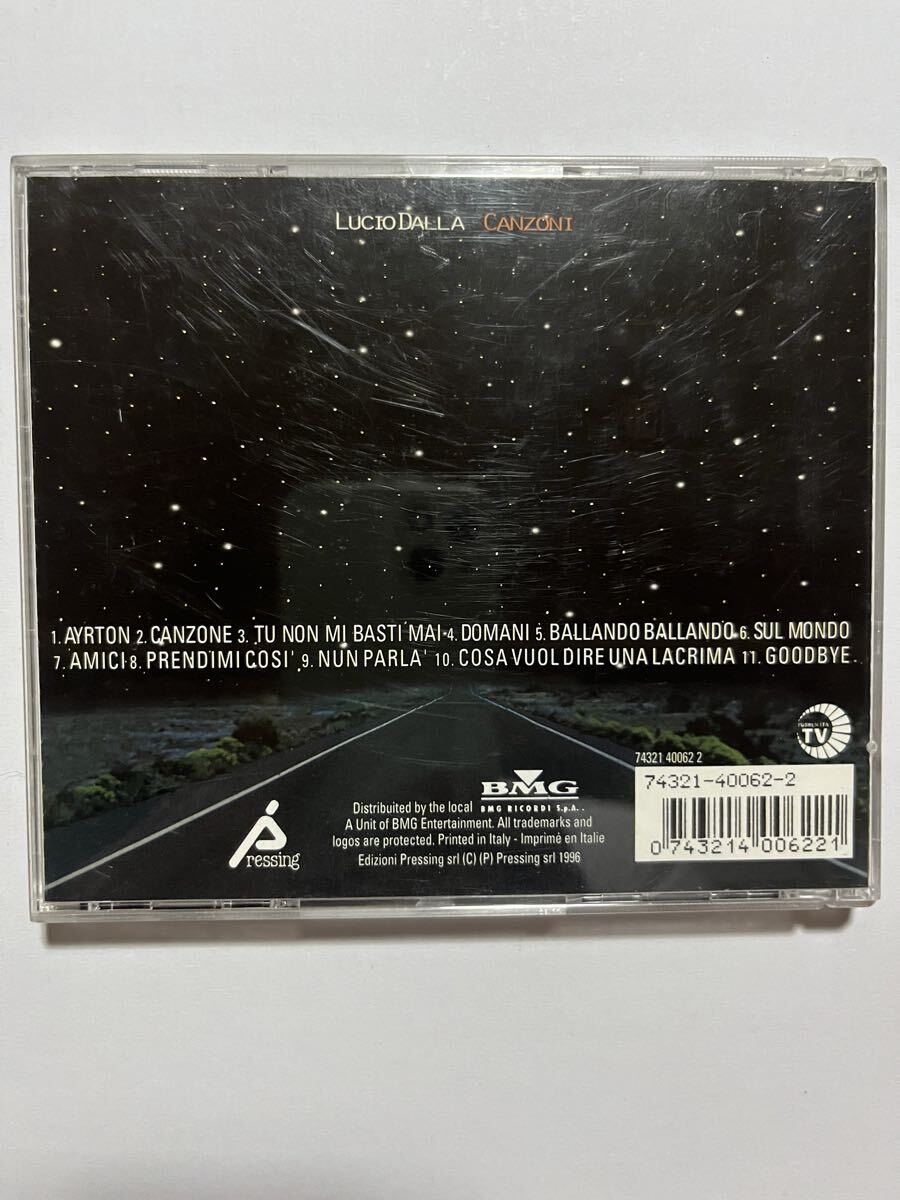 LUCIO DALLA CANZONI
1. AYRTON 2. CANZONE 3. TU NON MI BASTI MAI 4. DOMANI 5. BALLANDO BALLANDO 6. SUL MONDO
7. AMICI 8. PRENDIMI COSI' 9. NUN PARLA' 10. COSA VUOL DIRE UNA LACRIMA 11. GOODBYE
TV
74321 40062 2
74321-40062-2
0 743214 006221
BMG
BMG RICORDI S.p.A.
Pressing
Distribuited by the local
A Unit of BMG Entertainment. All trademarks and
logos are protected. Printed in Italy - Imprimé en Italie
Edizioni Pressing srl (C) (P) Pressing srl 1996